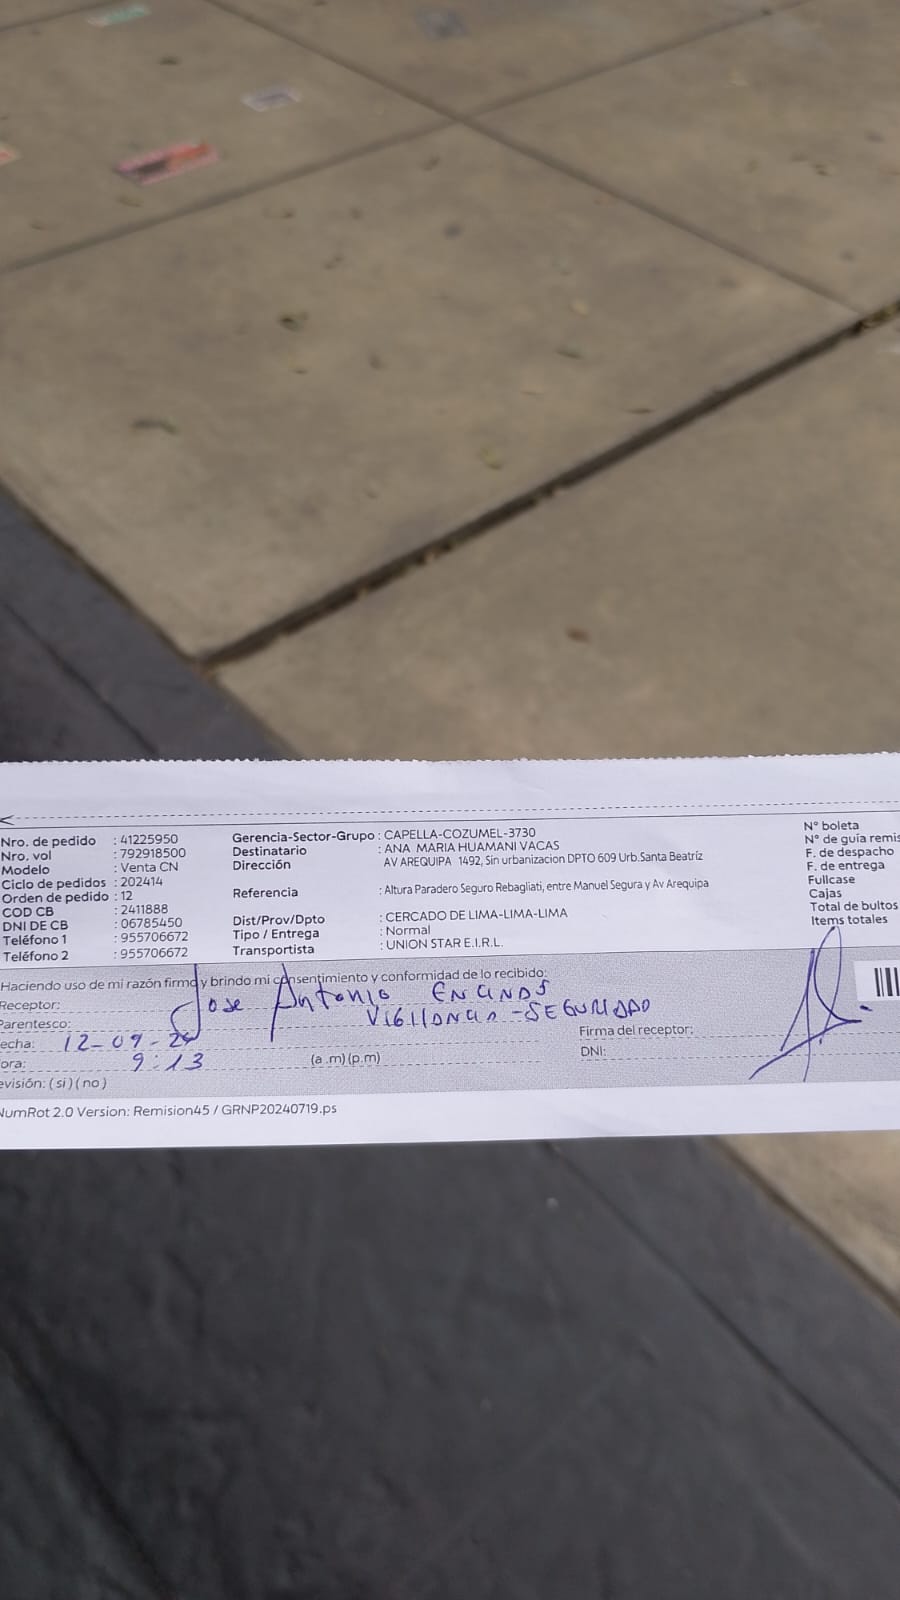 Nro. de pedido : 41225950
Nro. vol : 792918500
Modelo : Venta CN
Ciclo de pedidos : 202414
Orden de pedido : 12
COD CB : 2411888
DNI DE CB : 06785450
Teléfono 1 : 955706672
Teléfono 2 : 955706672
Gerencia-Sector-Grupo : CAPELLA-COZUMEL-3730
Destinatario : ANA MARIA HUAMANI VACAS
Dirección AV AREQUIPA 1492, Sin urbanizacion DPTO 609 Urb.Santa Beatríz
Referencia : Altura Paradero Seguro Rebagliati, entre Manuel Segura y Av Arequipa
Dist/Prov/Dpto : CERCADO DE LIMA-LIMA-LIMA
Tipo / Entrega : Normal
Transportista : UNION STAR E.I.R.L.
N° boleta
N° de guía remis
F. de despacho
F. de entrega
Fullcase
Cajas
Total de bultos
Items totales
Haciendo uso de mi razón firmo y brindo mi consentimiento y conformidad de lo recibido:
Receptor: Jose Antonio
Parentesco: VIGILANCIA - SEGURIDAD
echa: 12-09-24
Firma del receptor:
ora: 9:13 (a.m)(p.m)
DNI:
evisión: (si)(no)
NumRot 2.0 Version: Remision45 / GRNP20240719.ps